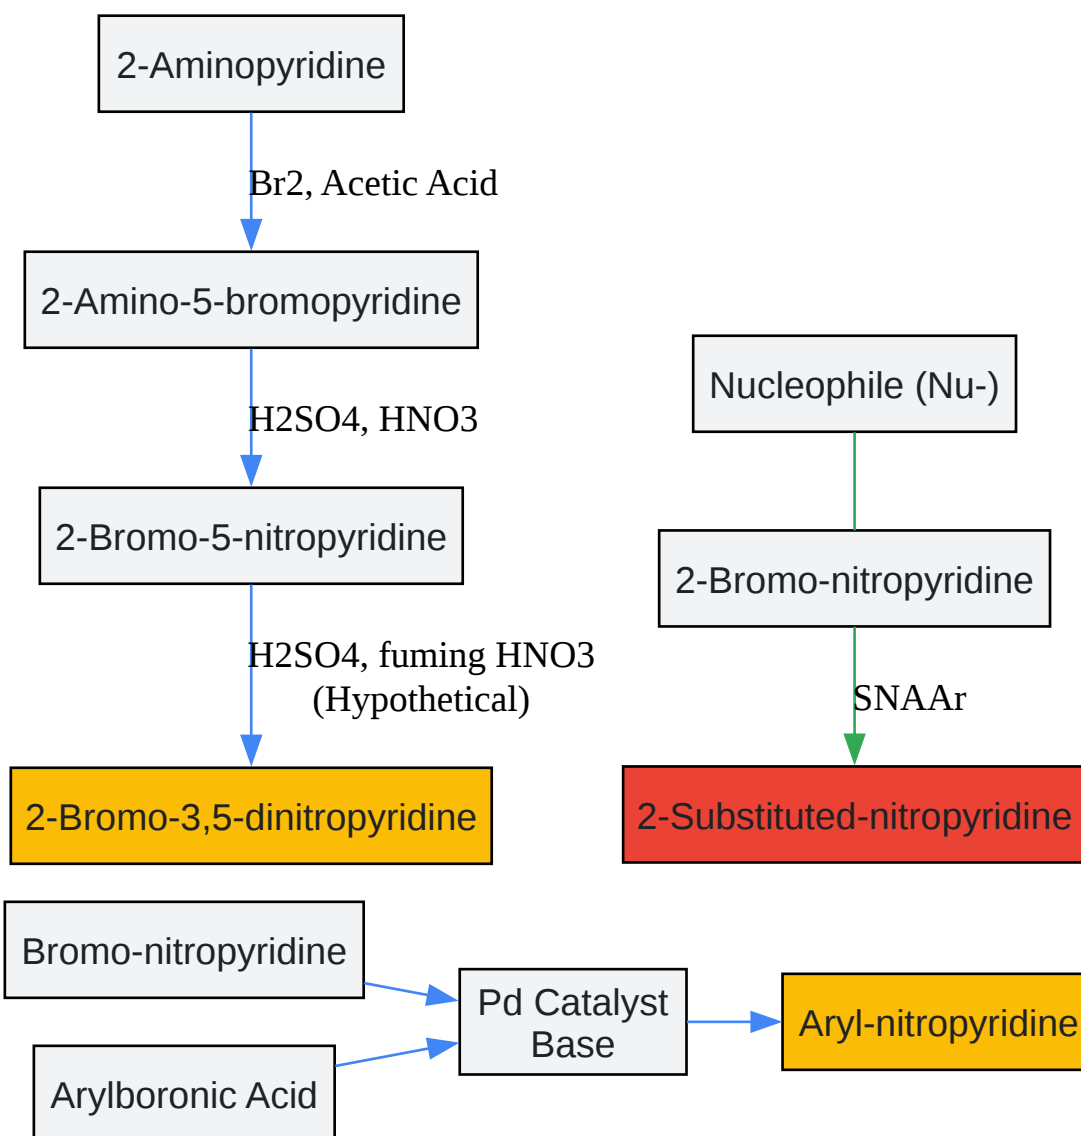 2-Aminopyridine
Br2, Acetic Acid
2-Amino-5-bromopyridine
H2SO4, HNO3
2-Bromo-5-nitropyridine
H2SO4, fuming HNO3
(Hypothetical)
2-Bromo-3,5-dinitropyridine
Nucleophile (Nu-)
2-Bromo-nitropyridine
SNAAr
2-Substituted-nitropyridine
Bromo-nitropyridine
Arylboronic Acid
Pd Catalyst
Base
Aryl-nitropyridine